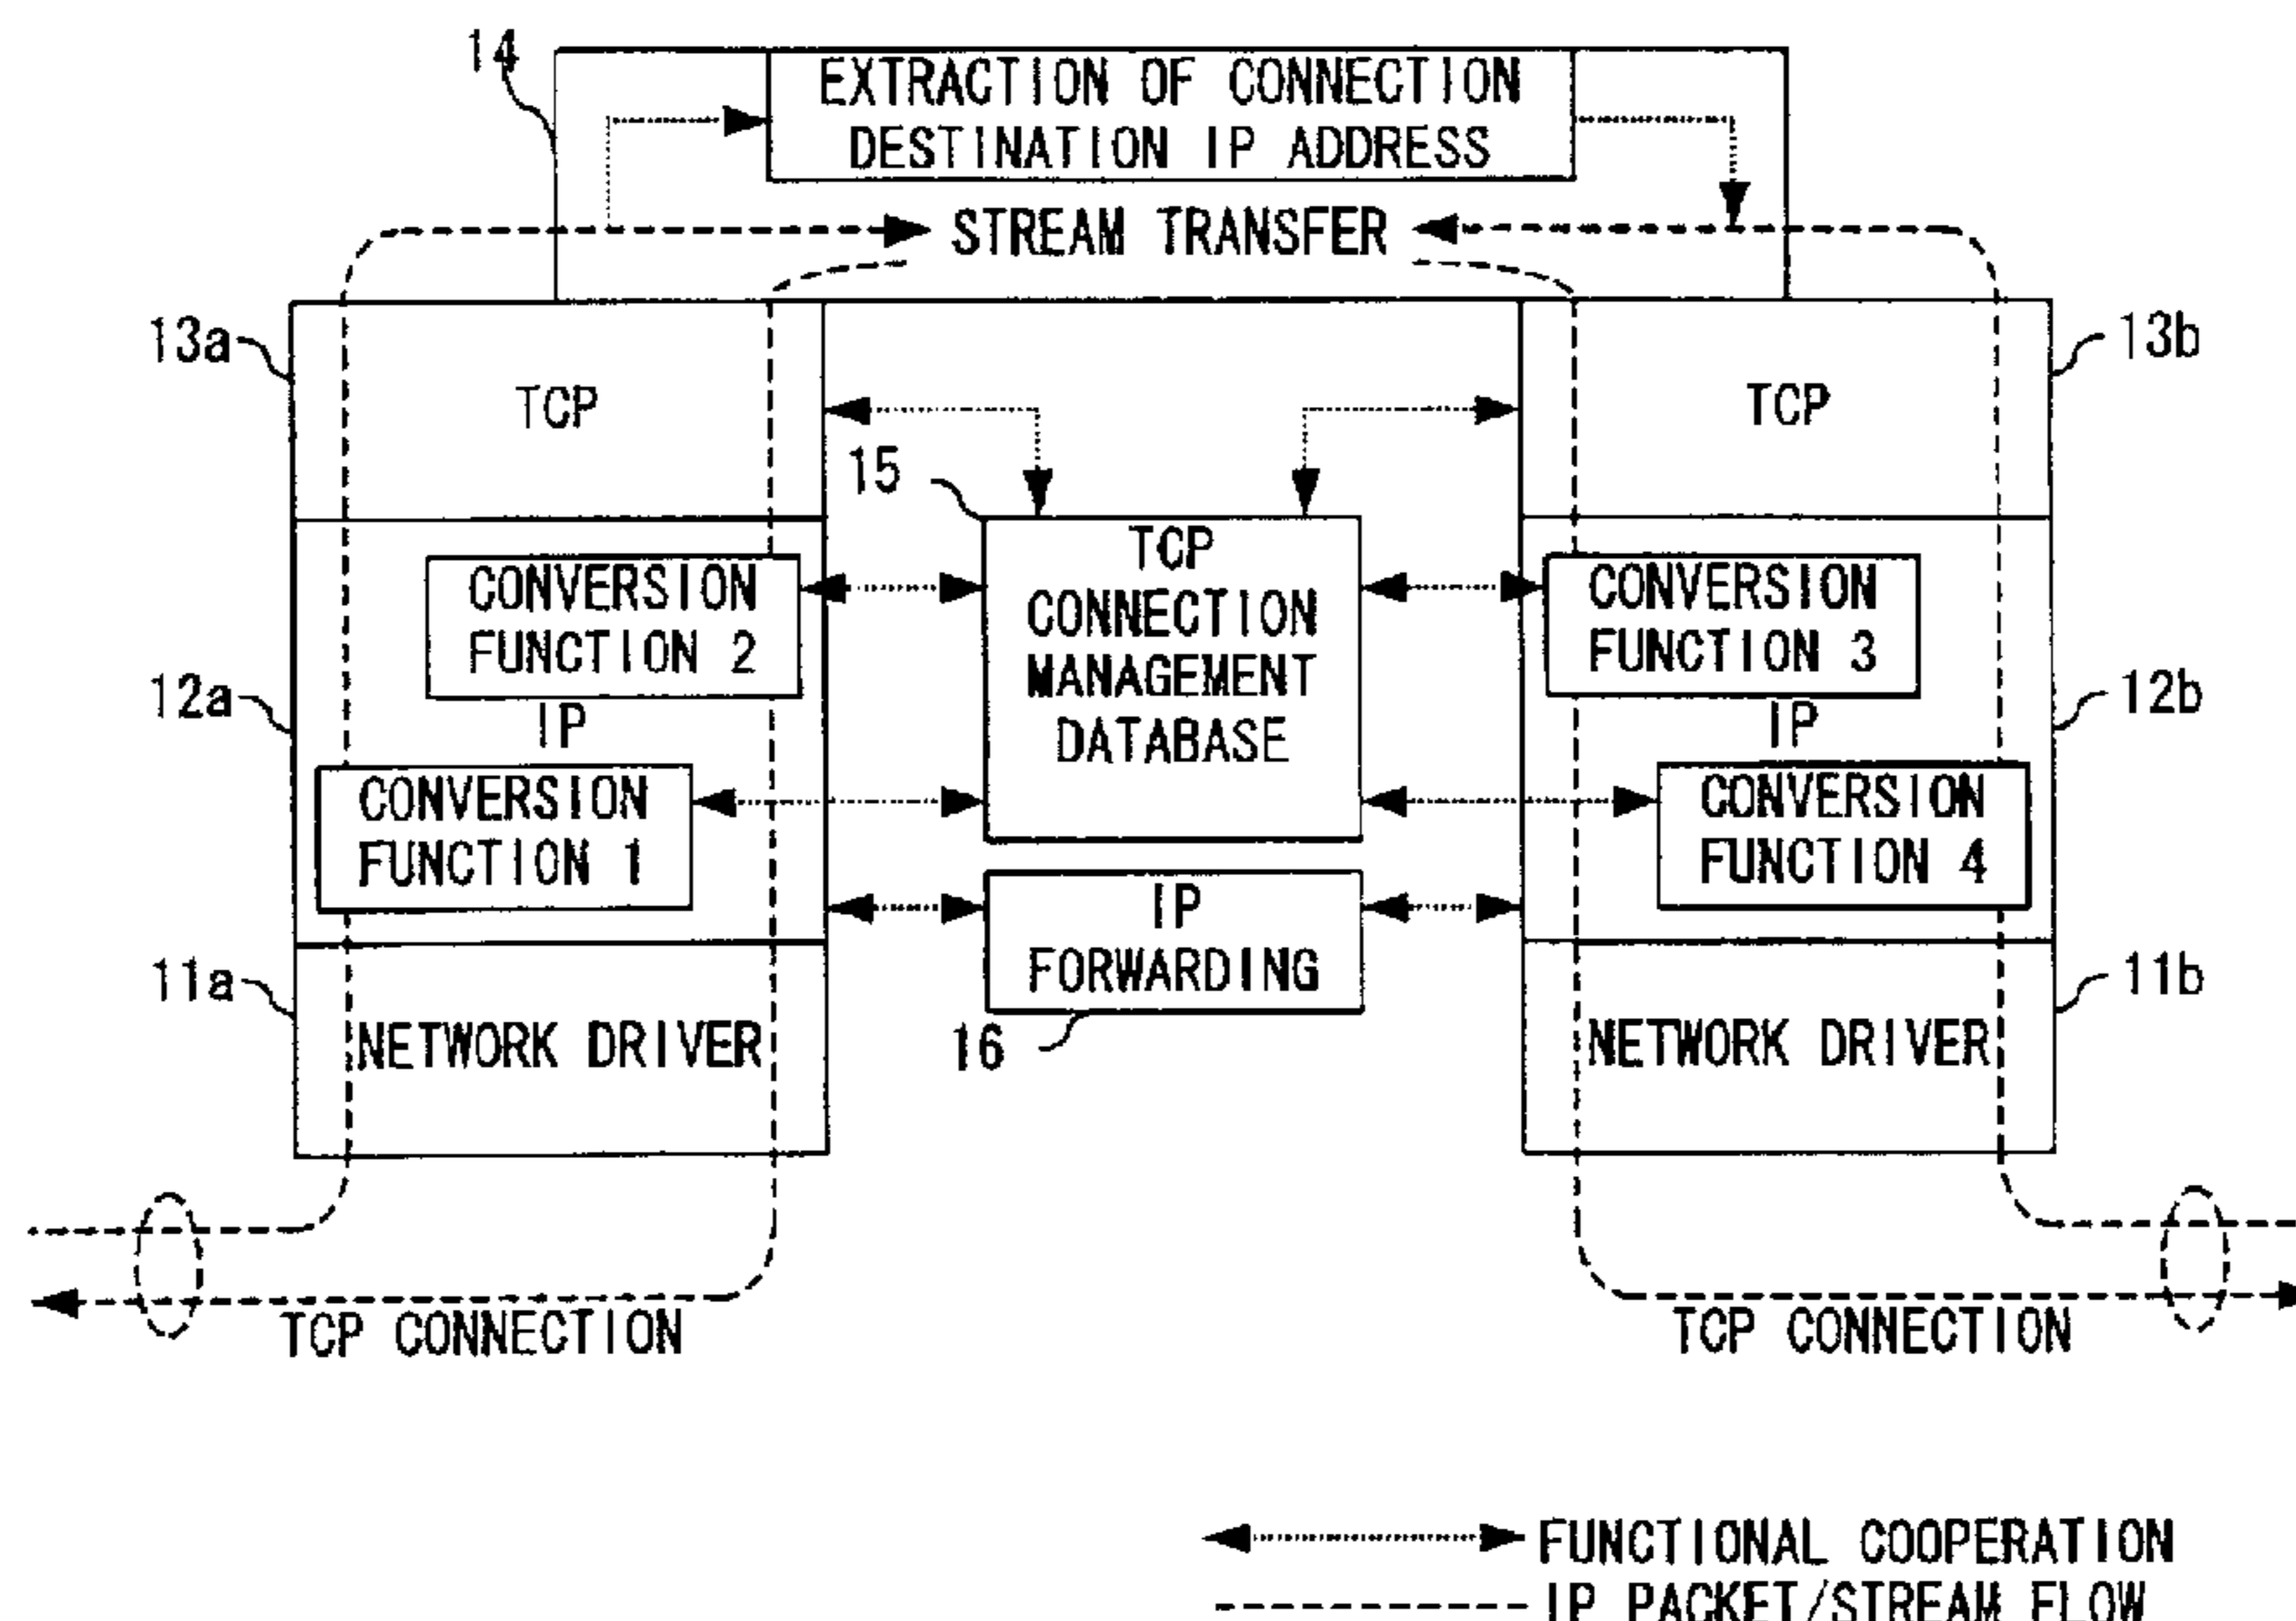 14
EXTRACTION OF CONNECTION
DESTINATION IP ADDRESS
STREAM TRANSFER
13a
13b
TCP
TCP
15
TCP
CONNECTION
MANAGEMENT
DATABASE
CONVERSION
FUNCTION 2
CONVERSION
FUNCTION 3
12a
12b
IP
IP
CONVERSION
FUNCTION 1
CONVERSION
FUNCTION 4
IP
FORWARDING
11a
11b
16
NETWORK DRIVER
NETWORK DRIVER
TCP CONNECTION
TCP CONNECTION
FUNCTIONAL COOPERATION
IP PACKET/STREAM FLOW